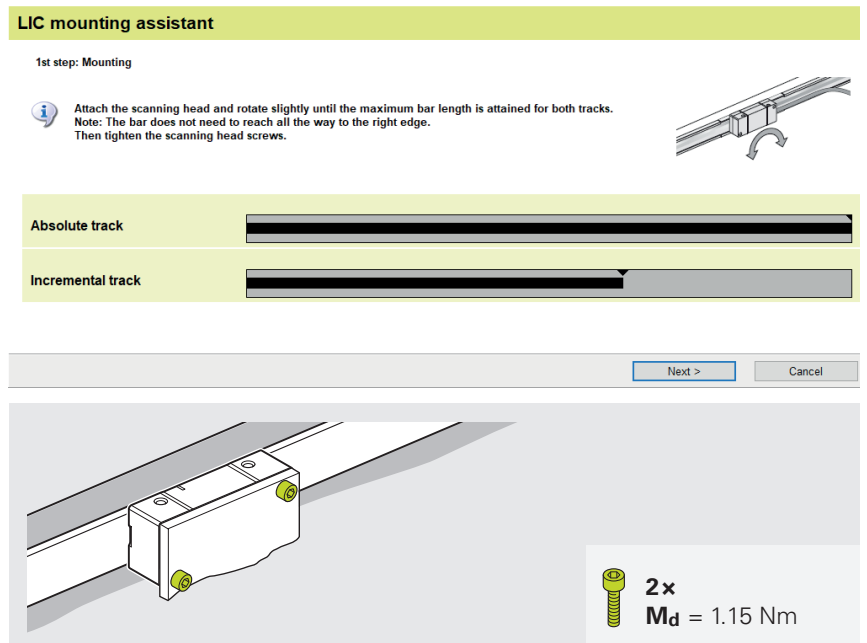 LIC mounting assistant
1st step: Mounting
Attach the scanning head and rotate slightly until the maximum bar length is attained for both tracks.
Note: The bar does not need to reach all the way to the right edge.
Then tighten the scanning head screws.
Absolute track
Incremental track
Next >
Cancel
2×
Md = 1.15 Nm